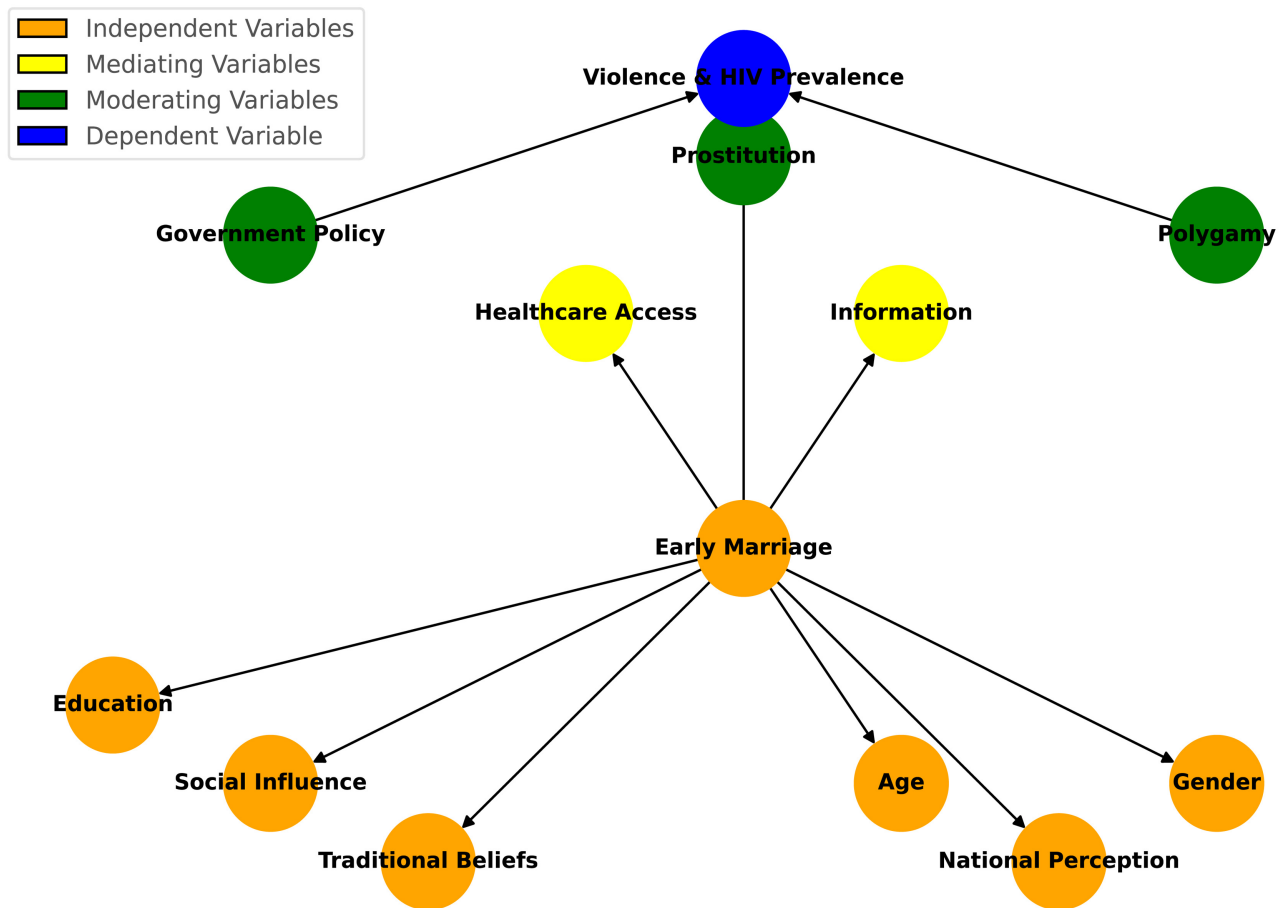 Independent Variables
Mediating Variables
Moderating Variables
Dependent Variable
Violence & HIV Prevalence
Prostitution
Government Policy
Polygamy
Healthcare Access
Information
Early Marriage
Education
Social Influence
Age
Gender
Traditional Beliefs
National Perception